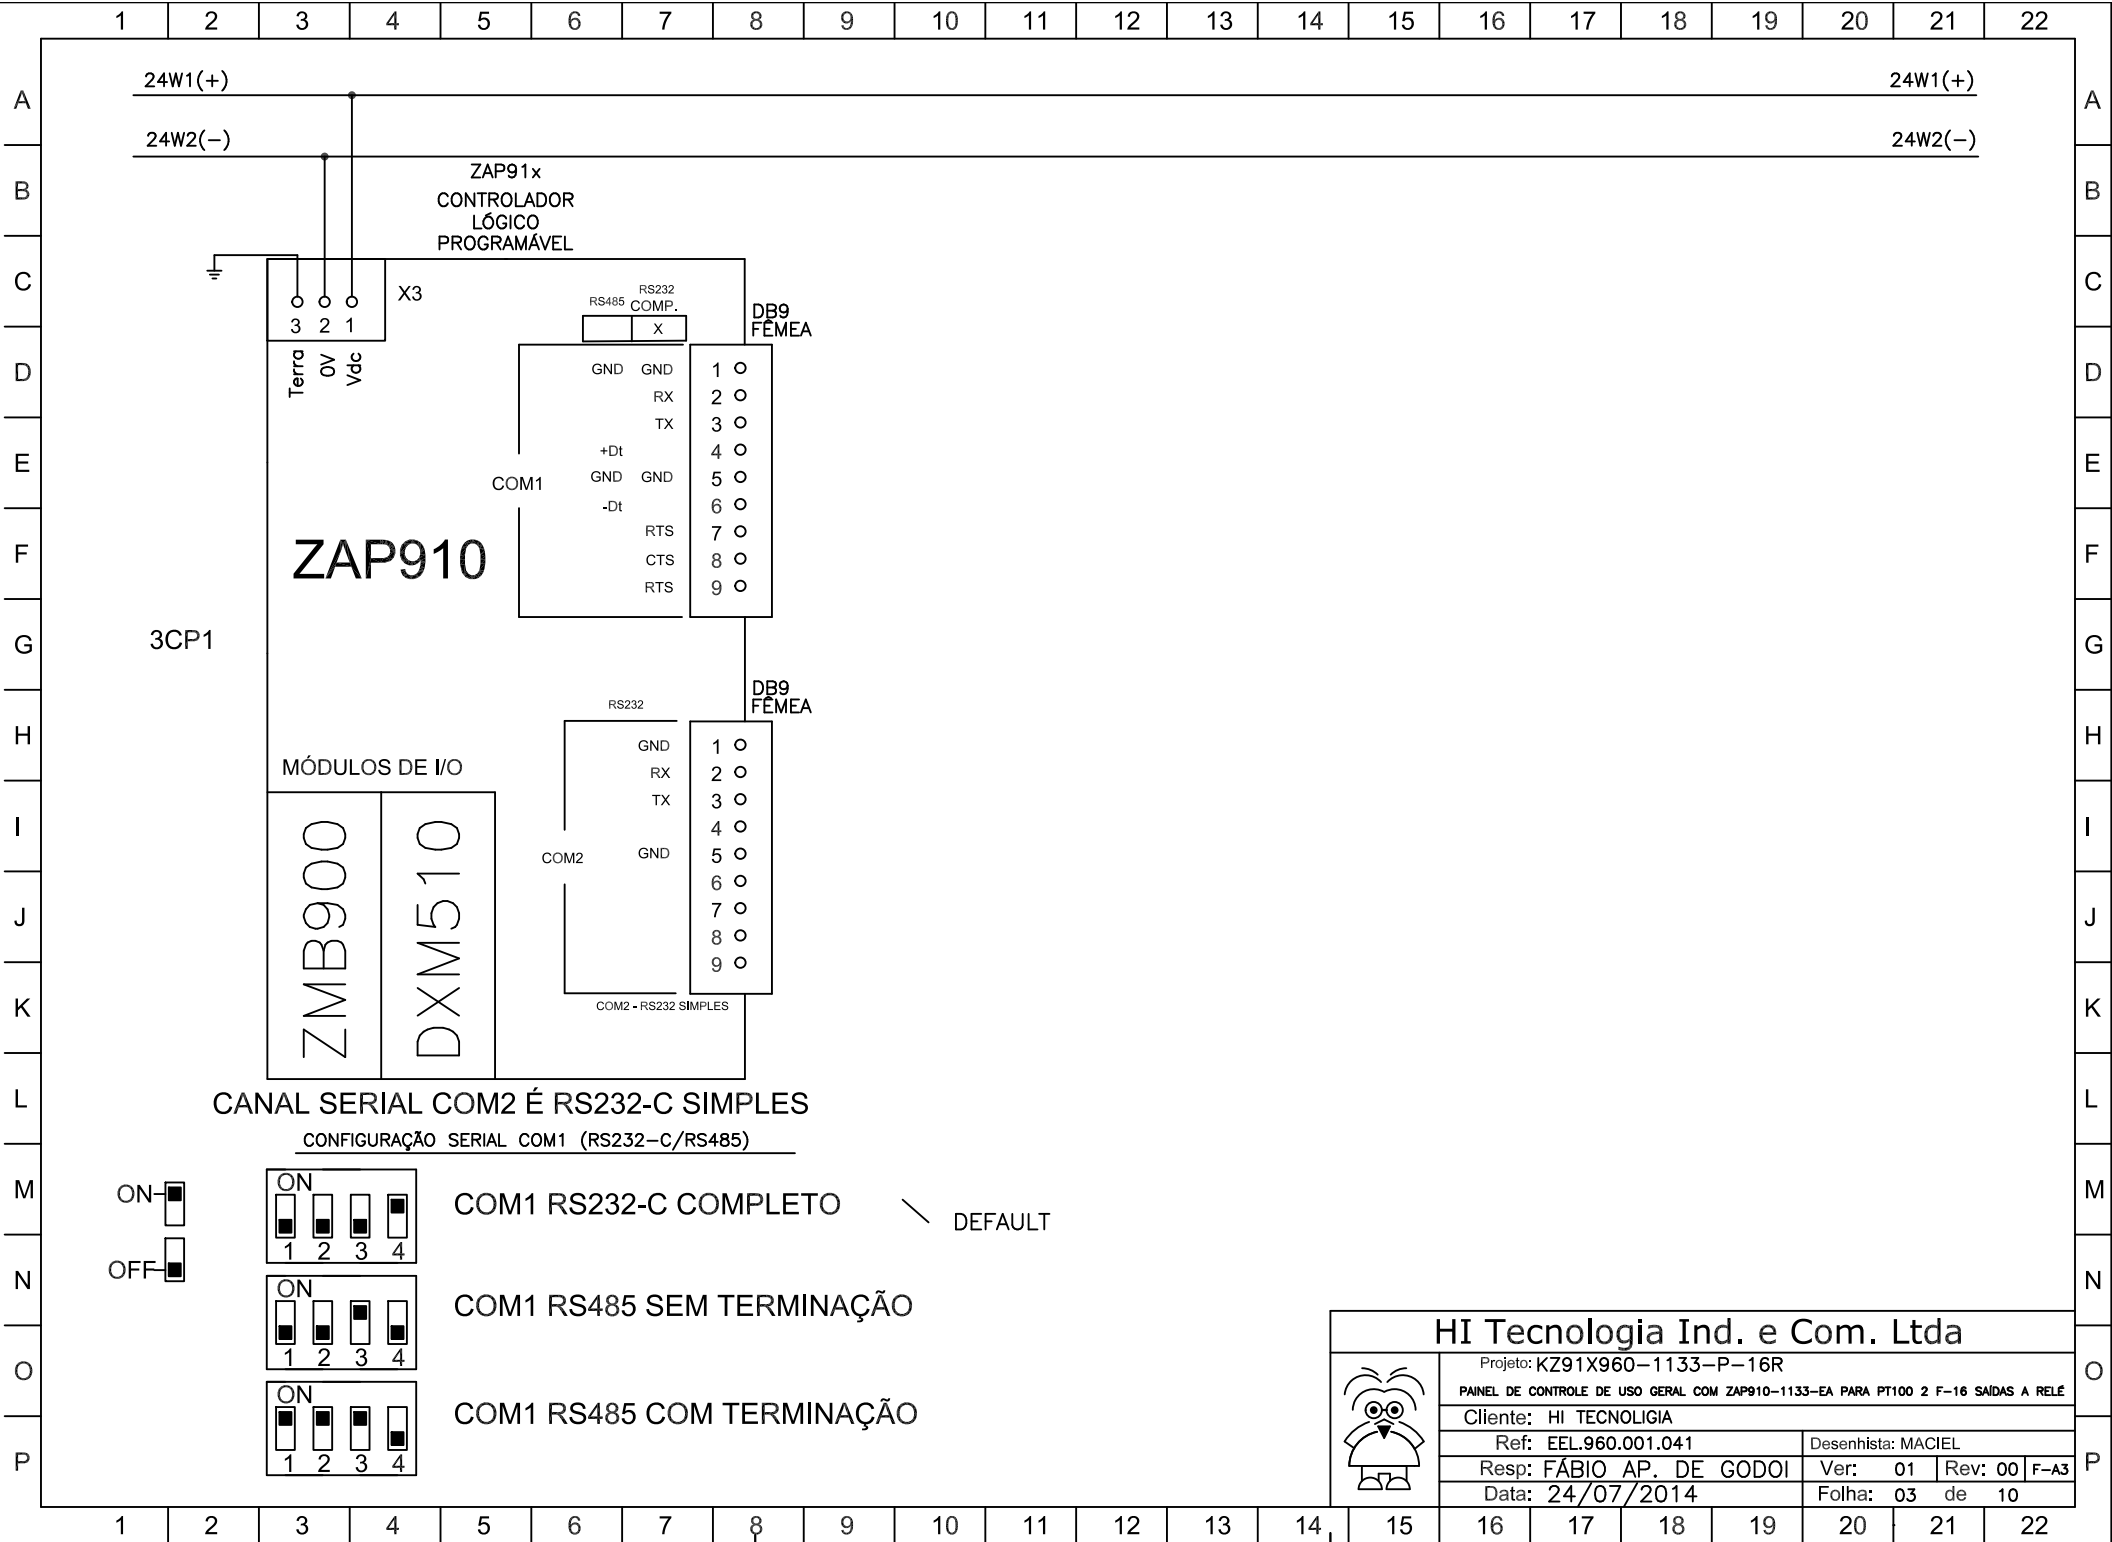 1 2 3 4 5 6 7 8 9 10 11 12 13 14 15 16 17 18 19 20 21 22
24W1(+) 24W1(+)
A A
24W2(-) 24W2(-)
ZAP91x
B B
CONTROLADOR
LÓGICO
PROGRAMÁVEL
C C
X3
RS485
RS232
COMP.
X
DB9
FÊMEA
3 2 1
Terra
0V
Vdc
D D
GND GND 1
RX 2
TX 3
+Dt 4
E E
COM1
GND GND 5
-Dt 6
RTS 7
F F
ZAP910
CTS 8
RTS 9
3CP1
G G
DB9
FÊMEA
RS232
H H
GND 1
MÓDULOS DE I/O
RX 2
TX 3
I I
4
COM2
GND 5
6
J J
7
8
9
ZMB900
DXM510
K K
COM2 - RS232 SIMPLES
L L
CANAL SERIAL COM2 É RS232-C SIMPLES
CONFIGURAÇÃO SERIAL COM1 (RS232-C/RS485)
M M
ON
ON
1 2 3 4
COM1 RS232-C COMPLETO
DEFAULT
OFF
N N
ON
1 2 3 4
COM1 RS485 SEM TERMINAÇÃO
O O
ON
1 2 3 4
COM1 RS485 COM TERMINAÇÃO
P P
HI Tecnologia Ind. e Com. Ltda
Projeto: KZ91X960-1133-P-16R
PAINEL DE CONTROLE DE USO GERAL COM ZAP910-1133-EA PARA PT100 2 F-16 SAÍDAS A RELÉ
Cliente: HI TECNOLIGIA
Ref: EEL.960.001.041 Desenhista: MACIEL
Resp: FÁBIO AP. DE GODOI Ver: 01 Rev: 00 F-A3
Data: 24/07/2014 Folha: 03 de 10
1 2 3 4 5 6 7 8 9 10 11 12 13 14 15 16 17 18 19 20 21 22